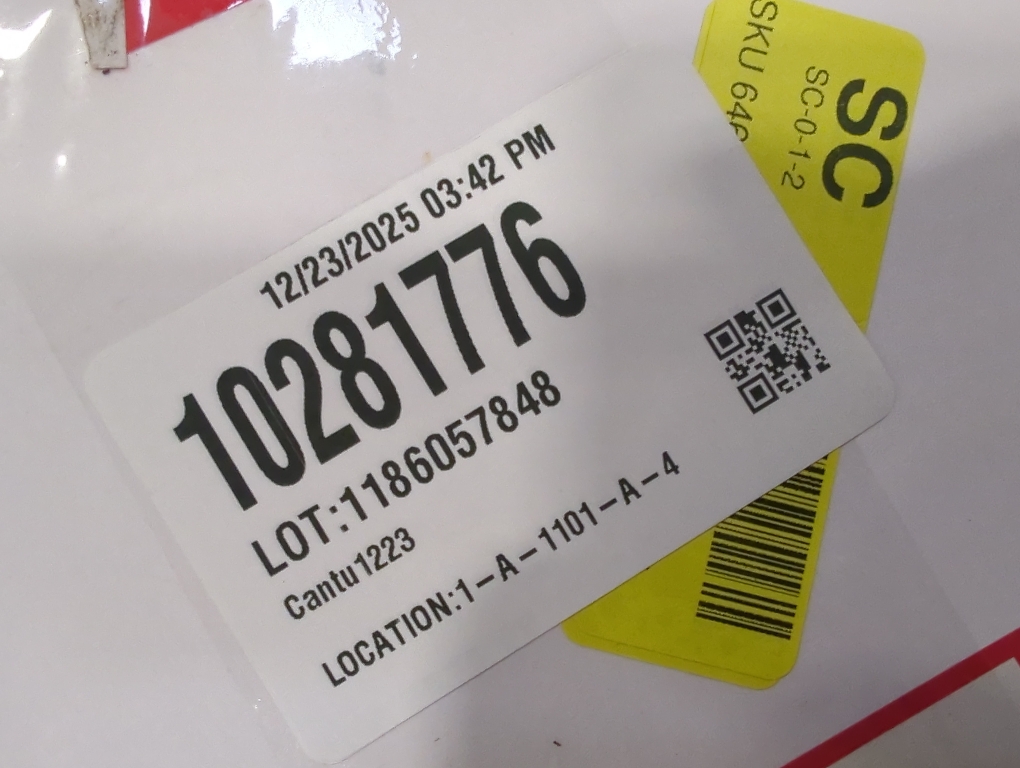 12/23/2025 03:42 PM
10281776
LOT:1186057848
Cantu1223
LOCATION:1-A-1101-A-4
SC
SC-0-1-2
SKU